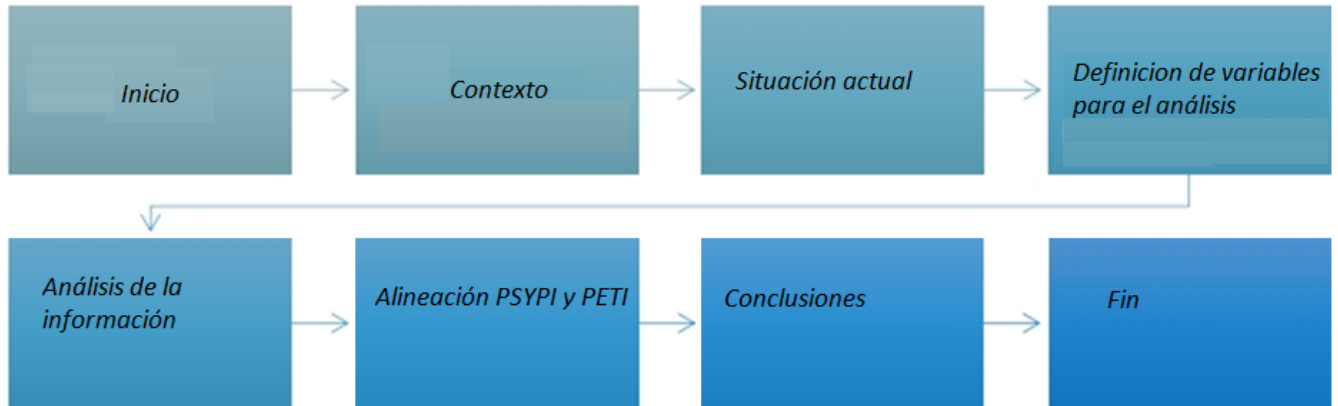 Inicio
Contexto
Situación actual
Definicion de variables
para el análisis
Análisis de la
información
Alineación PSYPI y PETI
Conclusiones
Fin